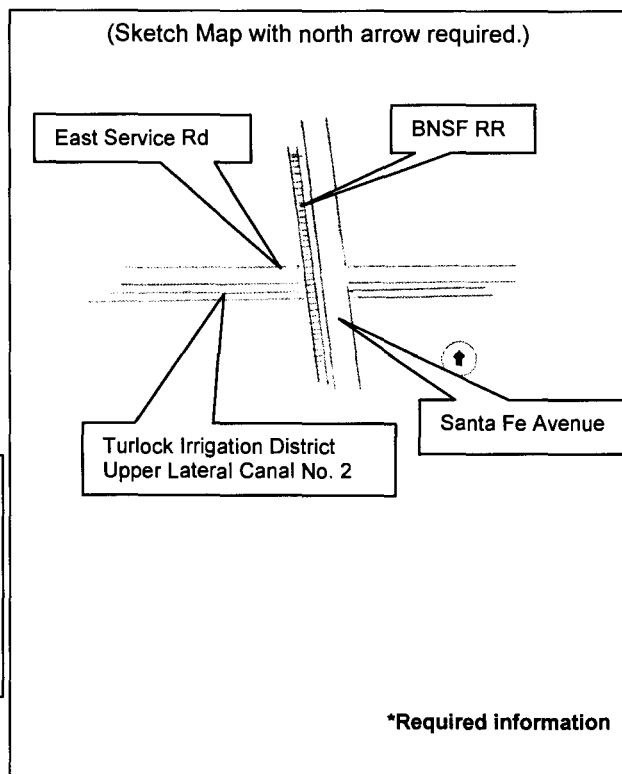 (Sketch Map with north arrow required.)
East Service Rd
BNSF RR
Santa Fe Avenue
Turlock Irrigation District
Upper Lateral Canal No. 2
*Required information